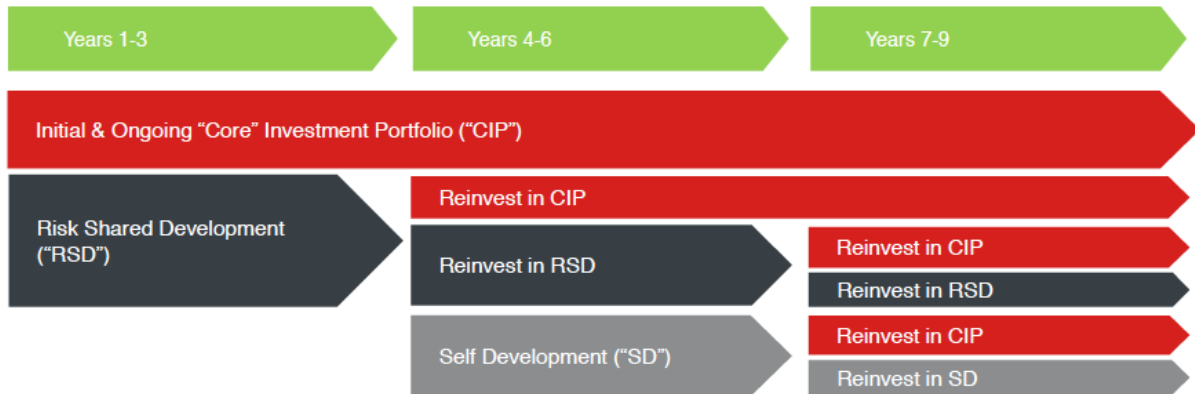 Years 1-3
Years 4-6
Years 7-9
Initial & Ongoing “Core” Investment Portfolio (“CIP”)
Risk Shared Development
(“RSD”)
Reinvest in CIP
Reinvest in RSD
Self Development (“SD”)
Reinvest in CIP
Reinvest in RSD
Reinvest in CIP
Reinvest in SD